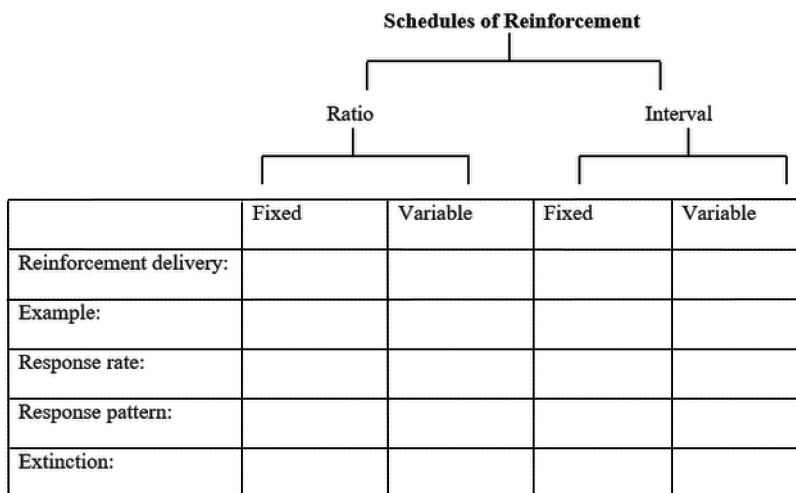 Schedules of Reinforcement
Ratio Interval
Fixed Variable Fixed Variable
Reinforcement delivery:
Example:
Response rate:
Response pattern:
Extinction: